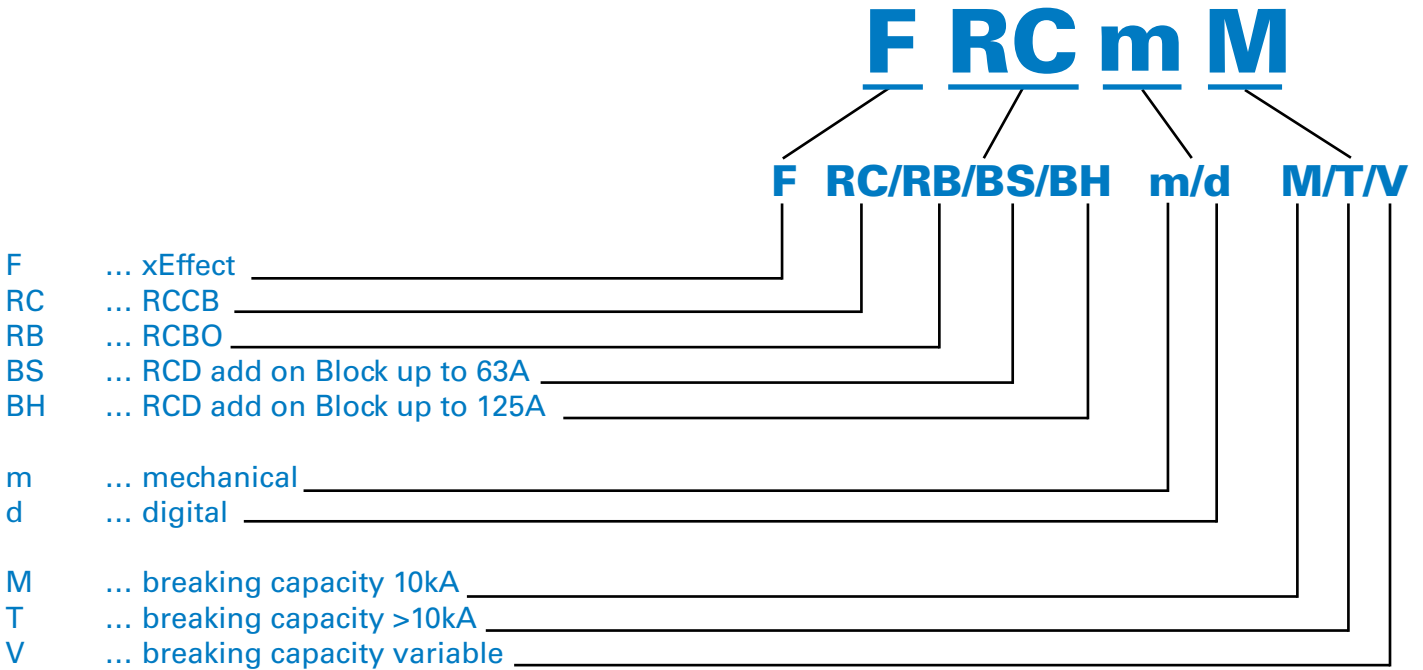 F RC m M
F RC/RB/BS/BH m/d M/T/V
F ... xEffect
RC ... RCCB
RB ... RCBO
BS ... RCD add on Block up to 63A
BH ... RCD add on Block up to 125A
m ... mechanical
d ... digital
M ... breaking capacity 10kA
T ... breaking capacity >10kA
V ... breaking capacity variable